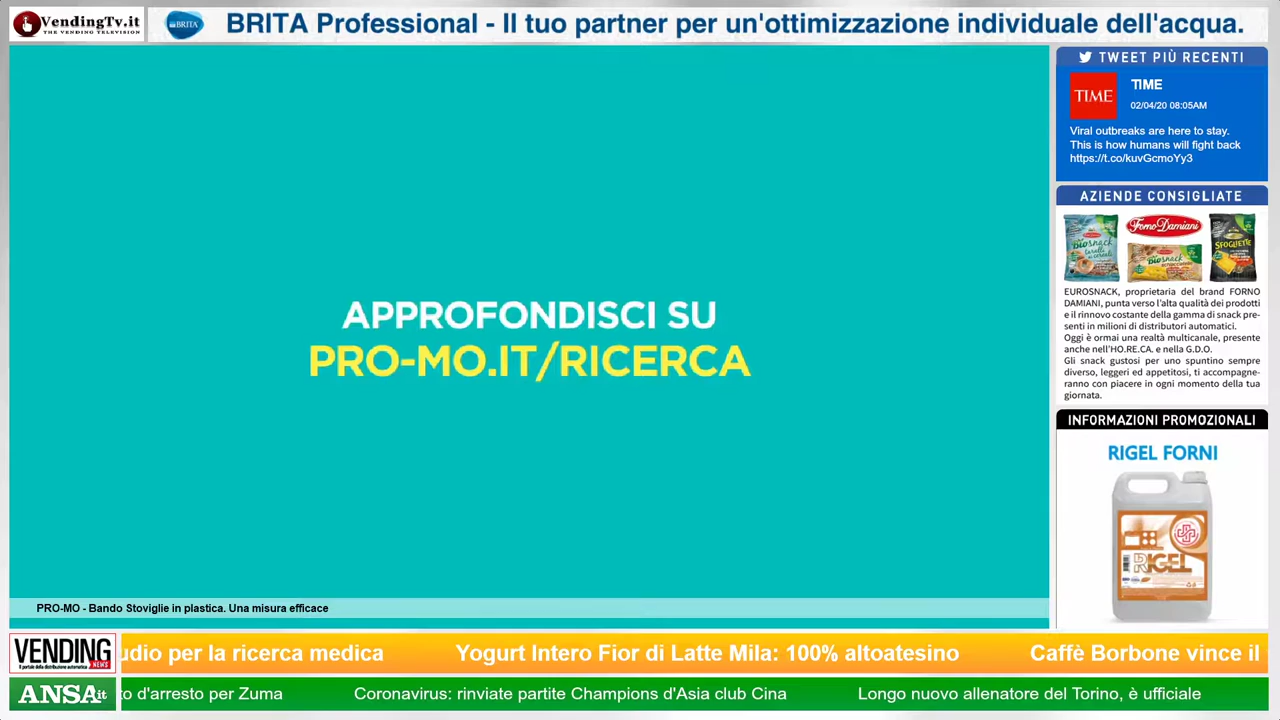 VendingTv.it
THE VENDING TELEVISION
BRITA
BRITA Professional - Il tuo partner per un'ottimizzazione individuale dell'acqua.
TWEET PIÙ RECENTI
TIME
TIME
02/04/20 08:05AM
Viral outbreaks are here to stay.
This is how humans will fight back
https://t.co/kuvGcmoYy3
AZIENDE CONSIGLIATE
Forno Damiani
Biosnack
SFOGLIETTE
EUROSNACK, proprietaria del brand FORNO
DAMIANI, punta verso l'alta qualità dei prodotti
e il rinnovo costante della gamma di snack pre-
senti in milioni di distributori automatici.
Oggi è ormai una realtà multicanale, presente
anche nell'HO.RE.CA. e nella G.D.O.
Gli snack gustosi per uno spuntino sempre
diverso, leggeri ed appetitosi, ti accompagne-
ranno con piacere in ogni momento della tua
giornata.
INFORMAZIONI PROMOZIONALI
RIGEL FORNI
RIGEL
APPROFONDISCI SU
PRO-MO.IT/RICERCA
PRO-MO - Bando Stoviglie in plastica. Una misura efficace
VENDING
NEWS
Il portale della distribuzione automatica
udio per la ricerca medica Yogurt Intero Fior di Latte Mila: 100% altoatesino Caffè Borbone vince il
ANSA.it
to d'arresto per Zuma Coronavirus: rinviate partite Champions d'Asia club Cina Longo nuovo allenatore del Torino, è ufficiale